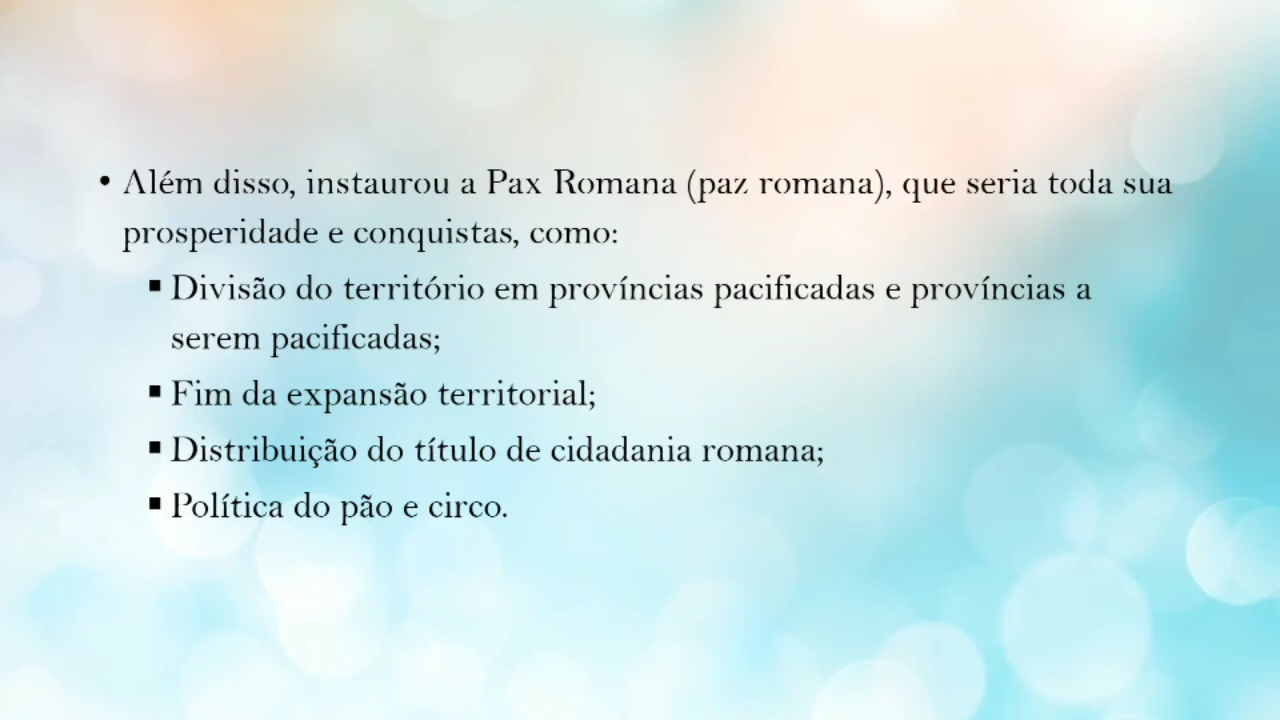 • Além disso, instaurou a Pax Romana (paz romana), que seria toda sua
prosperidade e conquistas, como:
▪ Divisão do território em províncias pacificadas e províncias a
serem pacificadas;
▪ Fim da expansão territorial;
▪ Distribuição do título de cidadania romana;
▪ Política do pão e circo.